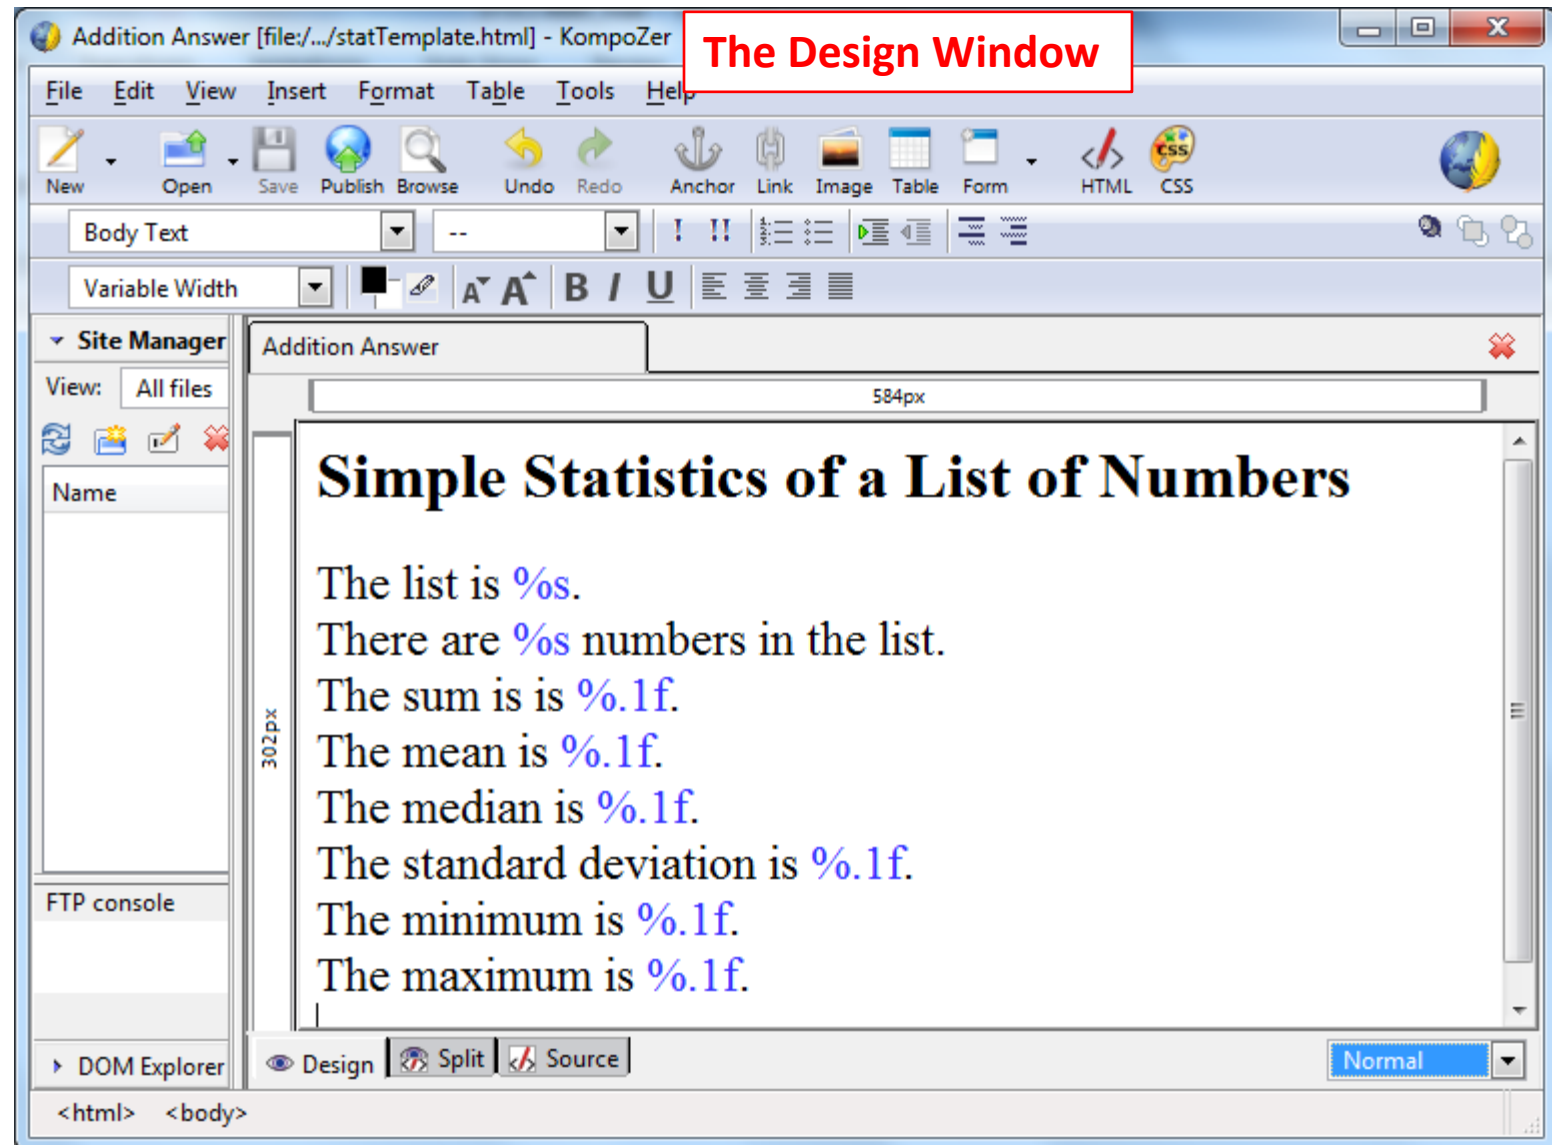 Addition Answer [file:/.../statTemplate.html] - KompoZer
The Design Window
File Edit View Insert Format Table Tools Help
New Open Save Publish Browse Undo Redo Anchor Link Image Table Form HTML CSS
Body Text --
Variable Width
Site Manager
Addition Answer
View: All files
584px
Name
302px
Simple Statistics of a List of Numbers
The list is %s.
There are %s numbers in the list.
The sum is is %.1f.
The mean is %.1f.
The median is %.1f.
The standard deviation is %.1f.
The minimum is %.1f.
The maximum is %.1f.
FTP console
DOM Explorer
Design Split Source
Normal
<html> <body>